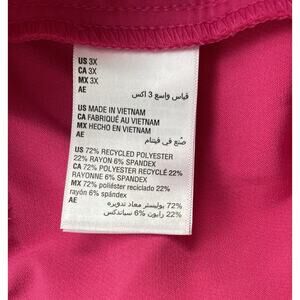 US 3X
CA 3X
MX 3X
AE
قياس واسع 3 اكس
US MADE IN VIETNAM
CA FABRIQUÉ AU VIETNAM
MX HECHO EN VIETNAM
AE
صُنع في فيتنام
US 72% RECYCLED POLYESTER
22% RAYON 6% SPANDEX
CA 72% POLYESTER RECYCLÉ 22%
RAYONNE 6% SPANDEX
MX 72% poliéster reciclado 22%
rayón 6% spandex
AE
72% بوليستر معاد تدويره
22% رايون 6% سباندكس